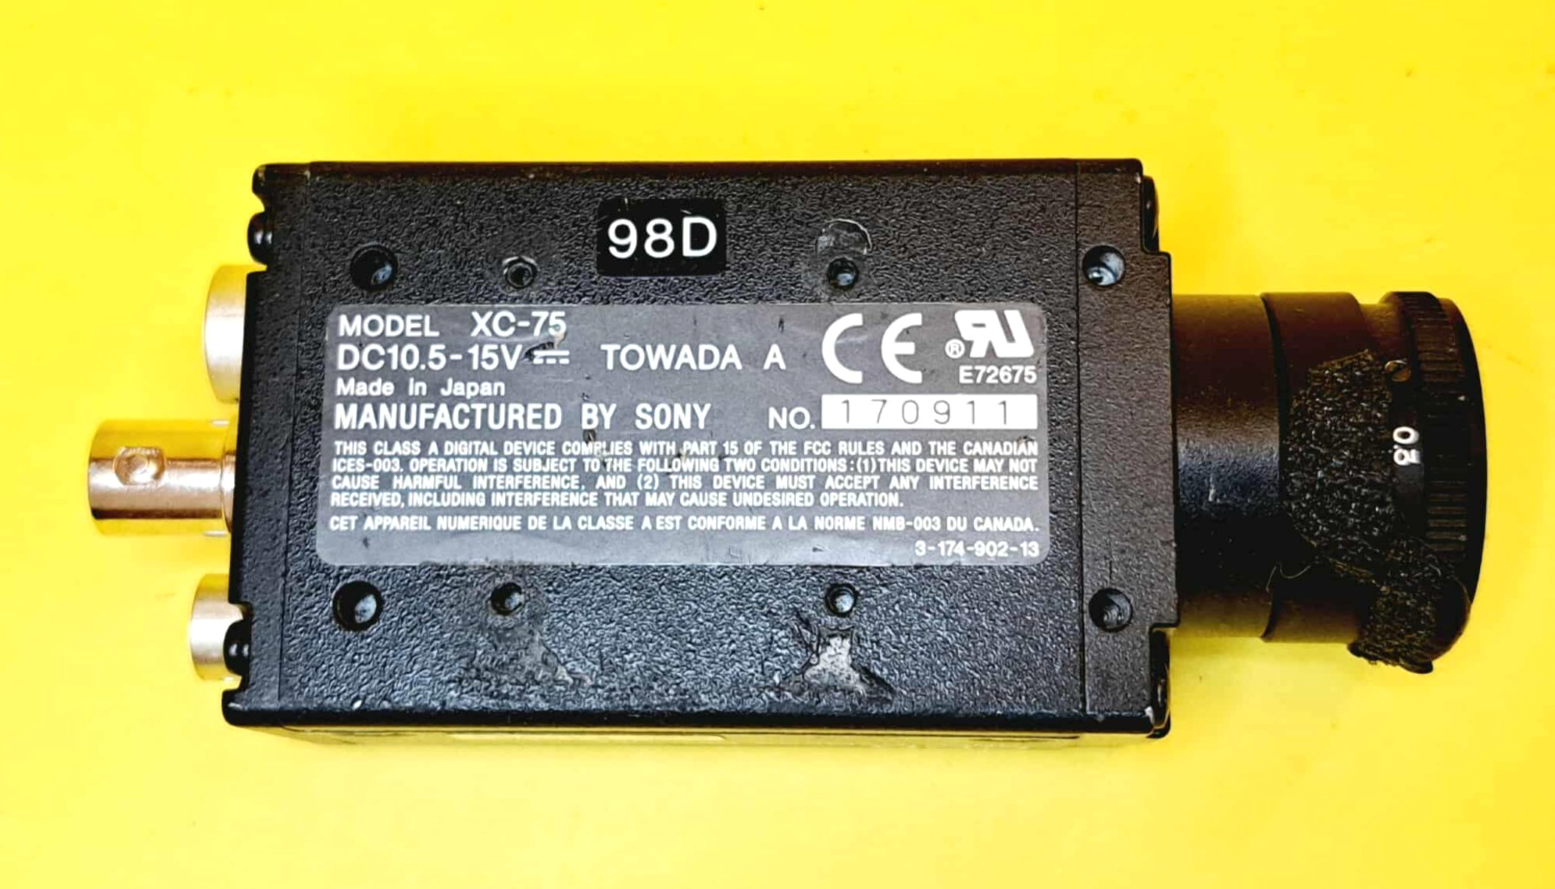 98D
MODEL XC-75
DC10.5-15V TOWADA A CE ® RU
Made in Japan E72675
MANUFACTURED BY SONY NO. 170911
THIS CLASS A DIGITAL DEVICE COMPLIES WITH PART 15 OF THE FCC RULES AND THE CANADIAN
ICES-003. OPERATION IS SUBJECT TO THE FOLLOWING TWO CONDITIONS:(1)THIS DEVICE MAY NOT
CAUSE HARMFUL INTERFERENCE, AND (2) THIS DEVICE MUST ACCEPT ANY INTERFERENCE
RECEIVED, INCLUDING INTERFERENCE THAT MAY CAUSE UNDESIRED OPERATION.
CET APPAREIL NUMERIQUE DE LA CLASSE A EST CONFORME A LA NORME NMB-003 DU CANADA.
3-174-902-13